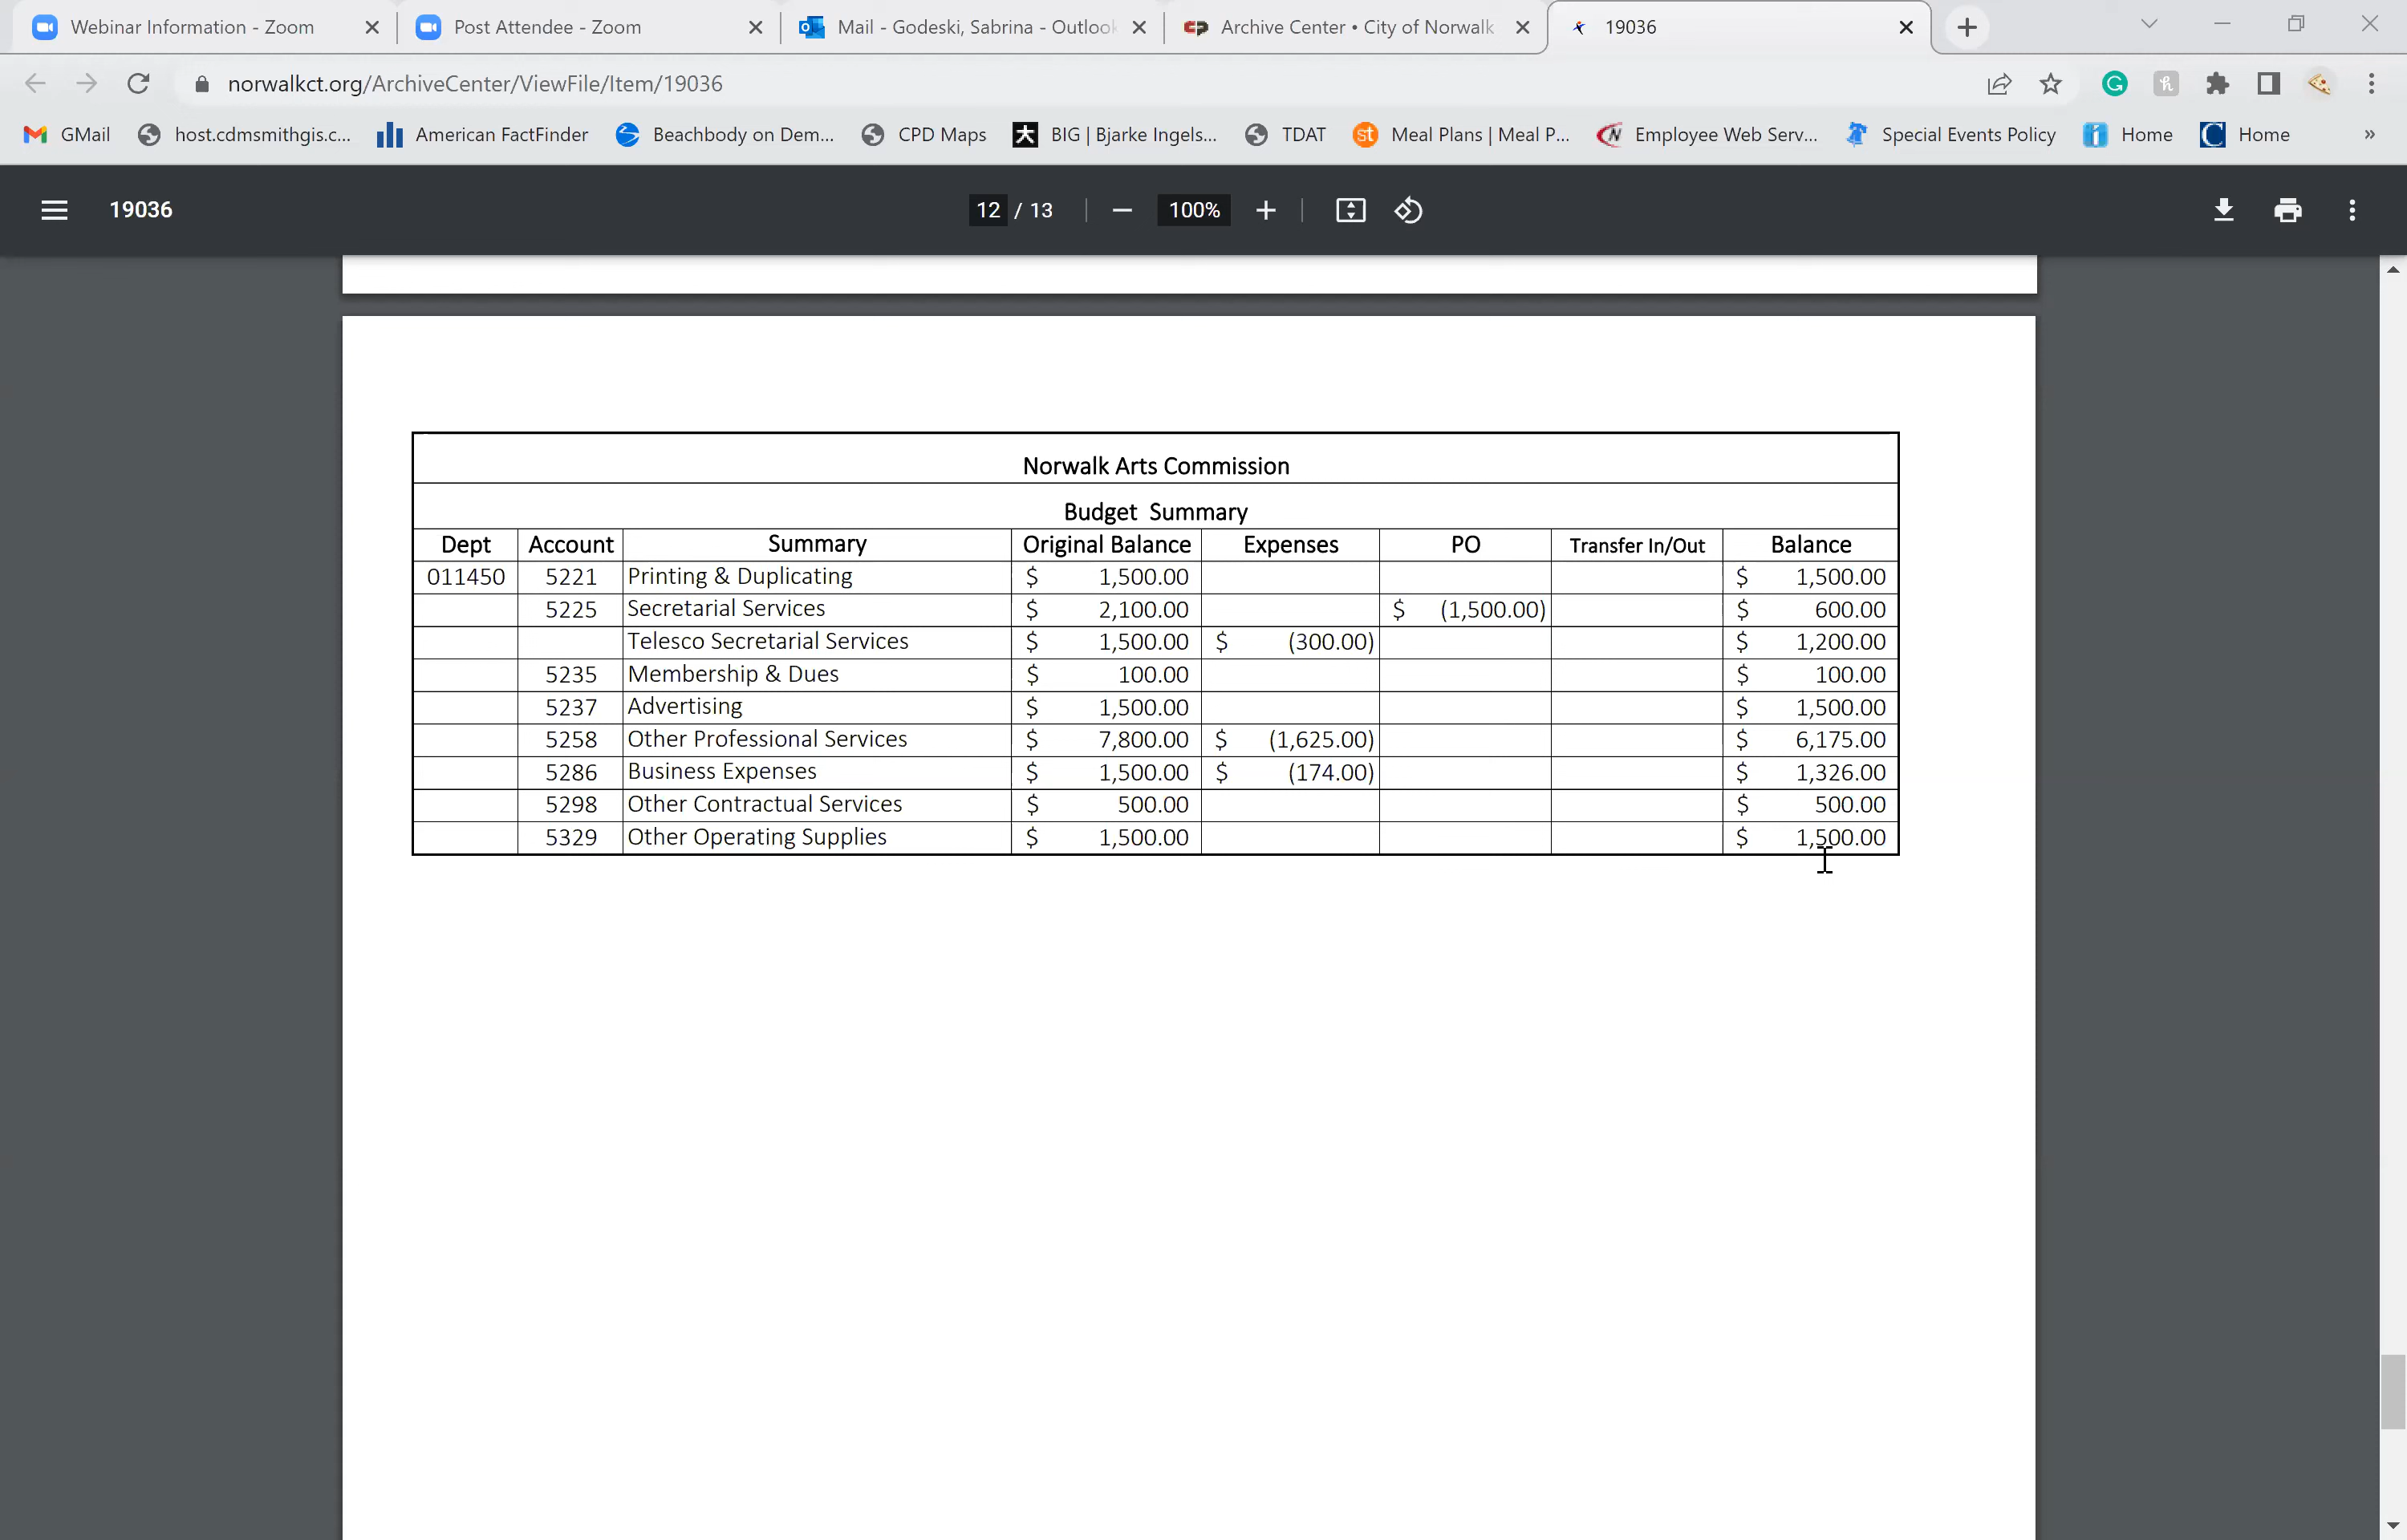 Webinar Information - Zoom Post Attendee - Zoom Mail - Godeski, Sabrina - Outlook Archive Center • City of Norwalk 19036
norwalkct.org/ArchiveCenter/ViewFile/Item/19036
GMail host.cdmsmithgis.c... American FactFinder Beachbody on Dem... CPD Maps BIG | Bjarke Ingels... TDAT st Meal Plans | Meal P... Employee Web Serv... Special Events Policy Home Home »
19036 12 / 13 100%
Norwalk Arts Commission
Budget Summary
Dept Account Summary Original Balance Expenses PO Transfer In/Out Balance
011450 5221 Printing & Duplicating $ 1,500.00 $ 1,500.00
5225 Secretarial Services $ 2,100.00 $ (1,500.00) $ 600.00
Telesco Secretarial Services $ 1,500.00 $ (300.00) $ 1,200.00
5235 Membership & Dues $ 100.00 $ 100.00
5237 Advertising $ 1,500.00 $ 1,500.00
5258 Other Professional Services $ 7,800.00 $ (1,625.00) $ 6,175.00
5286 Business Expenses $ 1,500.00 $ (174.00) $ 1,326.00
5298 Other Contractual Services $ 500.00 $ 500.00
5329 Other Operating Supplies $ 1,500.00 $ 1,500.00